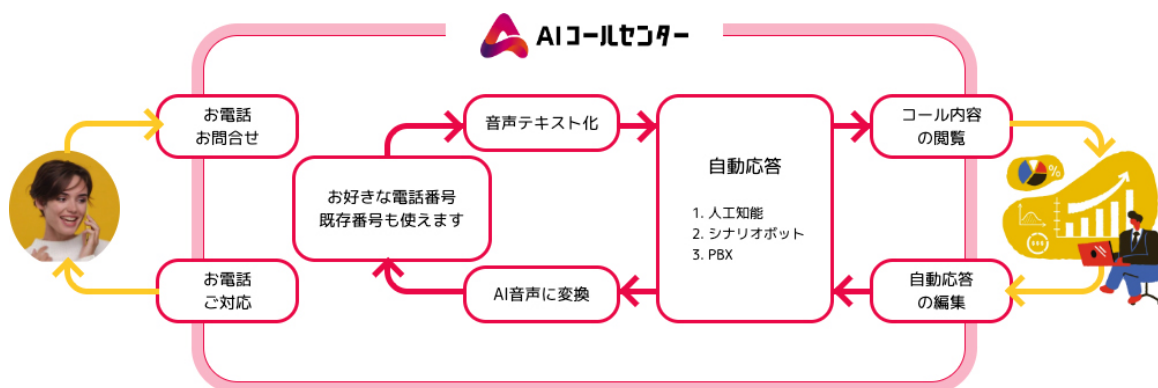 AIコールセンター
お電話
お問合せ
お好きな電話番号
既存番号も使えます
お電話
ご対応
音声テキスト化
AI音声に変換
自動応答
1. 人工知能
2. シナリオボット
3. PBX
コール内容
の閲覧
%
自動応答
の編集